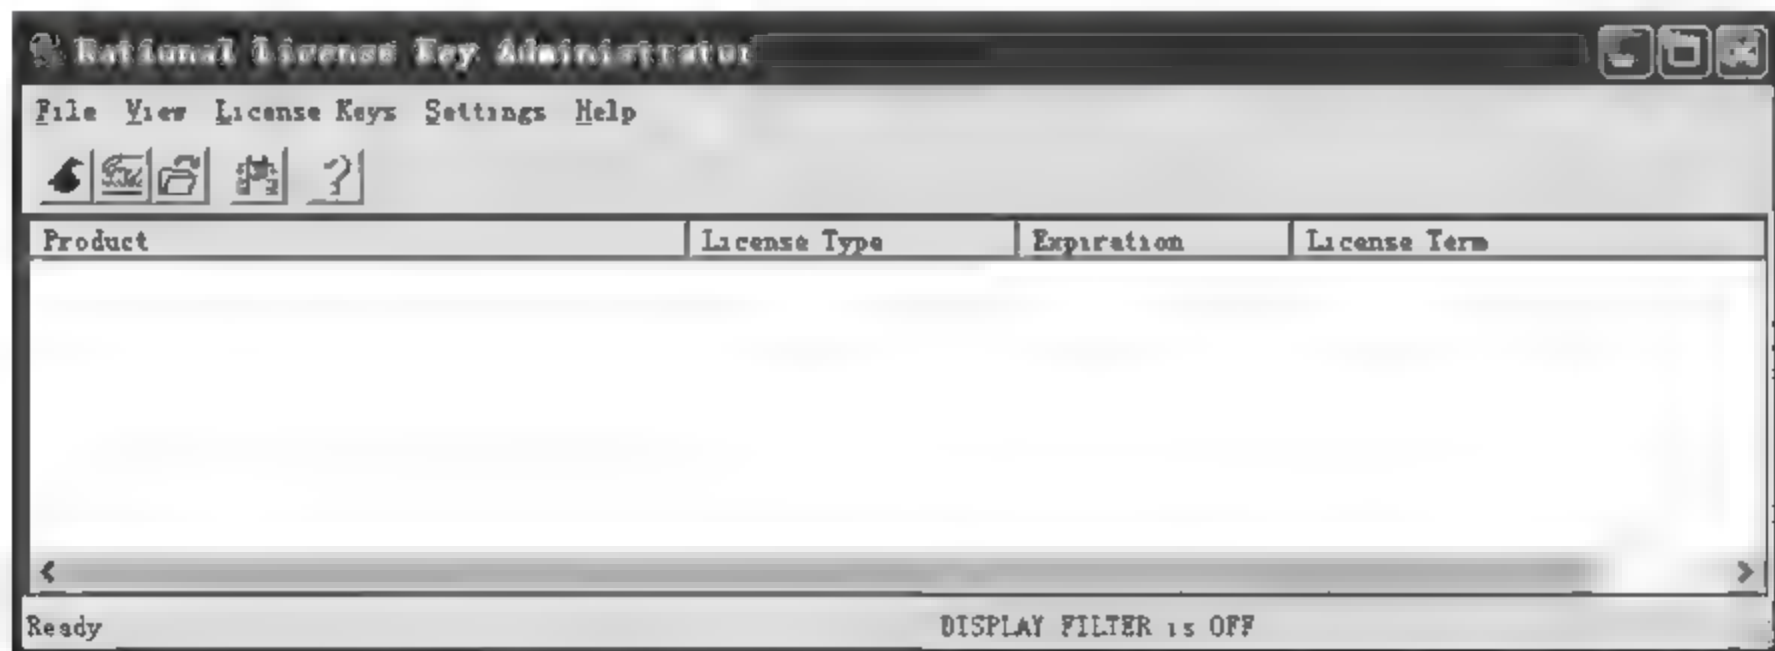 Rational License Key Administrator
File View License Keys Settings Help
Product License Type Expiration License Term
Ready DISPLAY FILTER is OFF